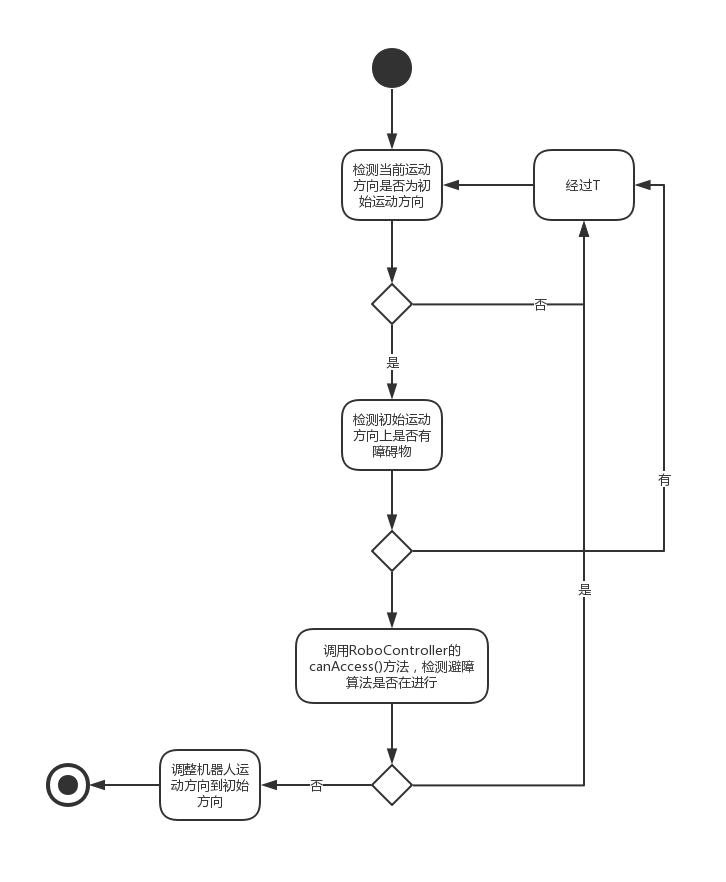 检测当前运动
方向是否为初
始运动方向
经过T
否
是
检测初始运动
方向上是否有
障碍物
有
是
调用RoboController的
canAccess()方法，检测避障
算法是否在进行
调整机器人运
动方向到初始
方向
否